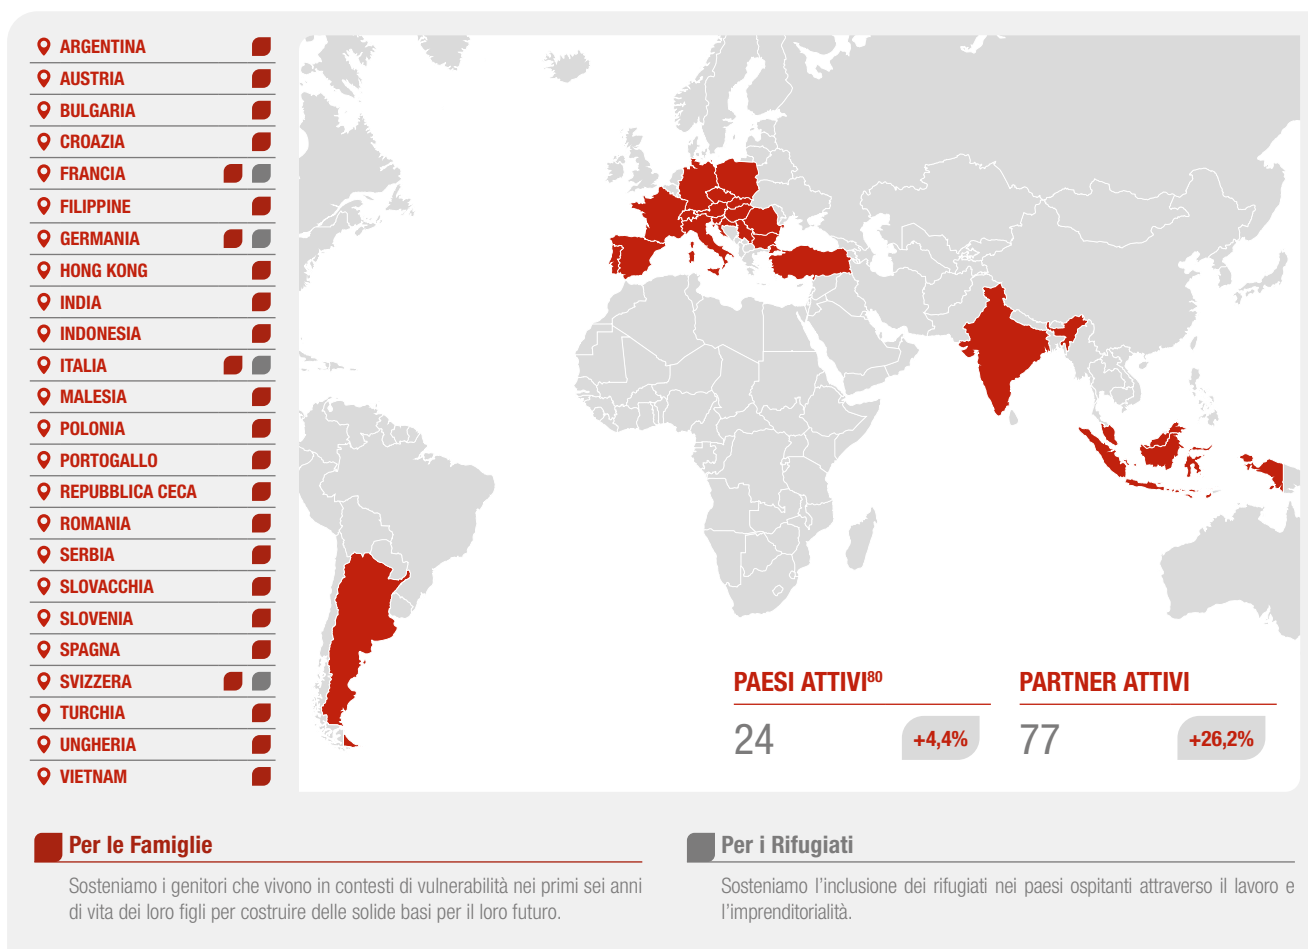 ARGENTINA
AUSTRIA
BULGARIA
CROAZIA
FRANCIA
FILIPPINE
GERMANIA
HONG KONG
INDIA
INDONESIA
ITALIA
MALESIA
POLONIA
PORTOGALLO
REPUBBLICA CECA
ROMANIA
SERBIA
SLOVACCHIA
SLOVENIA
SPAGNA
SVIZZERA
TURCHIA
UNGHERIA
VIETNAM
PAESI ATTIVI80
24
+4,4%
PARTNER ATTIVI
77
+26,2%
Per le Famiglie
Sosteniamo i genitori che vivono in contesti di vulnerabilità nei primi sei anni
di vita dei loro figli per costruire delle solide basi per il loro futuro.
Per i Rifugiati
Sosteniamo l’inclusione dei rifugiati nei paesi ospitanti attraverso il lavoro e
l’imprenditorialità.